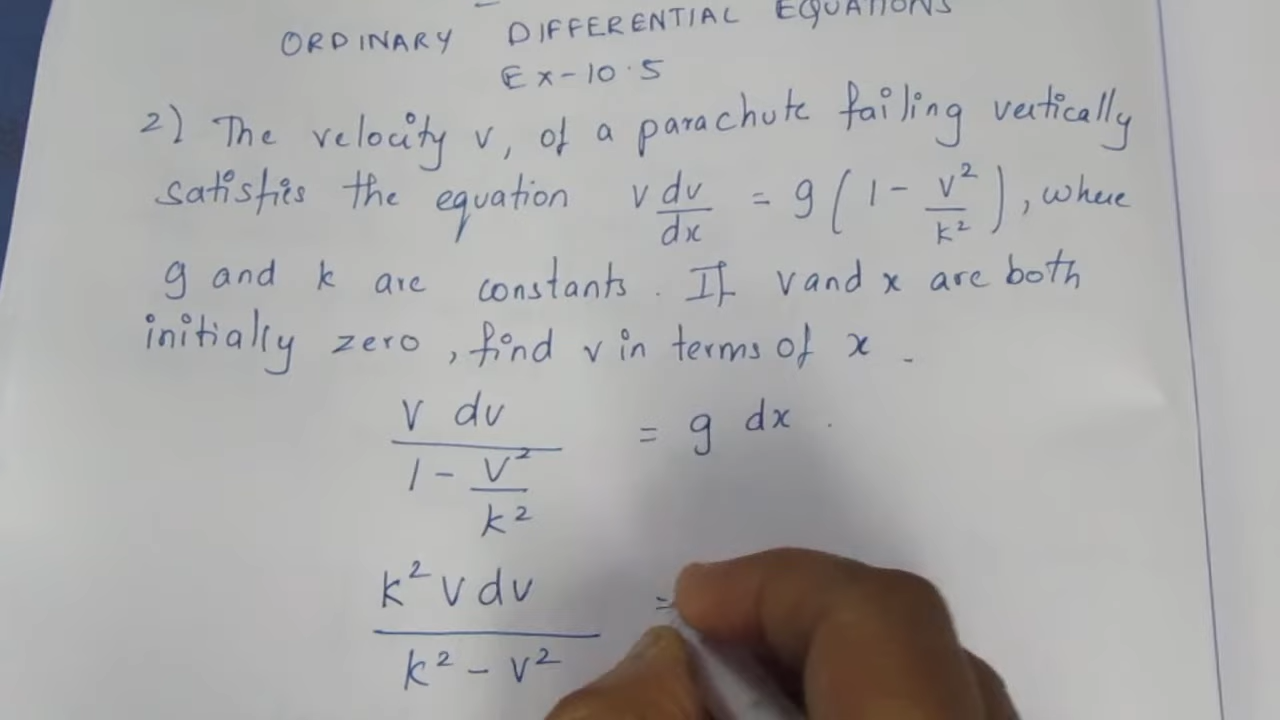 ORDINARY DIFFERENTIAL EQUATIONS
Ex-10.5
2) The velocity v, of a parachute failing vertically
satisfies the equation v dv/dx = g(1 - v²/k²), where
g and k are constants. If v and x are both
initially zero, find v in terms of x.
v dv / (1 - v²/k²) = g dx.
k² v dv / (k² - v²) =